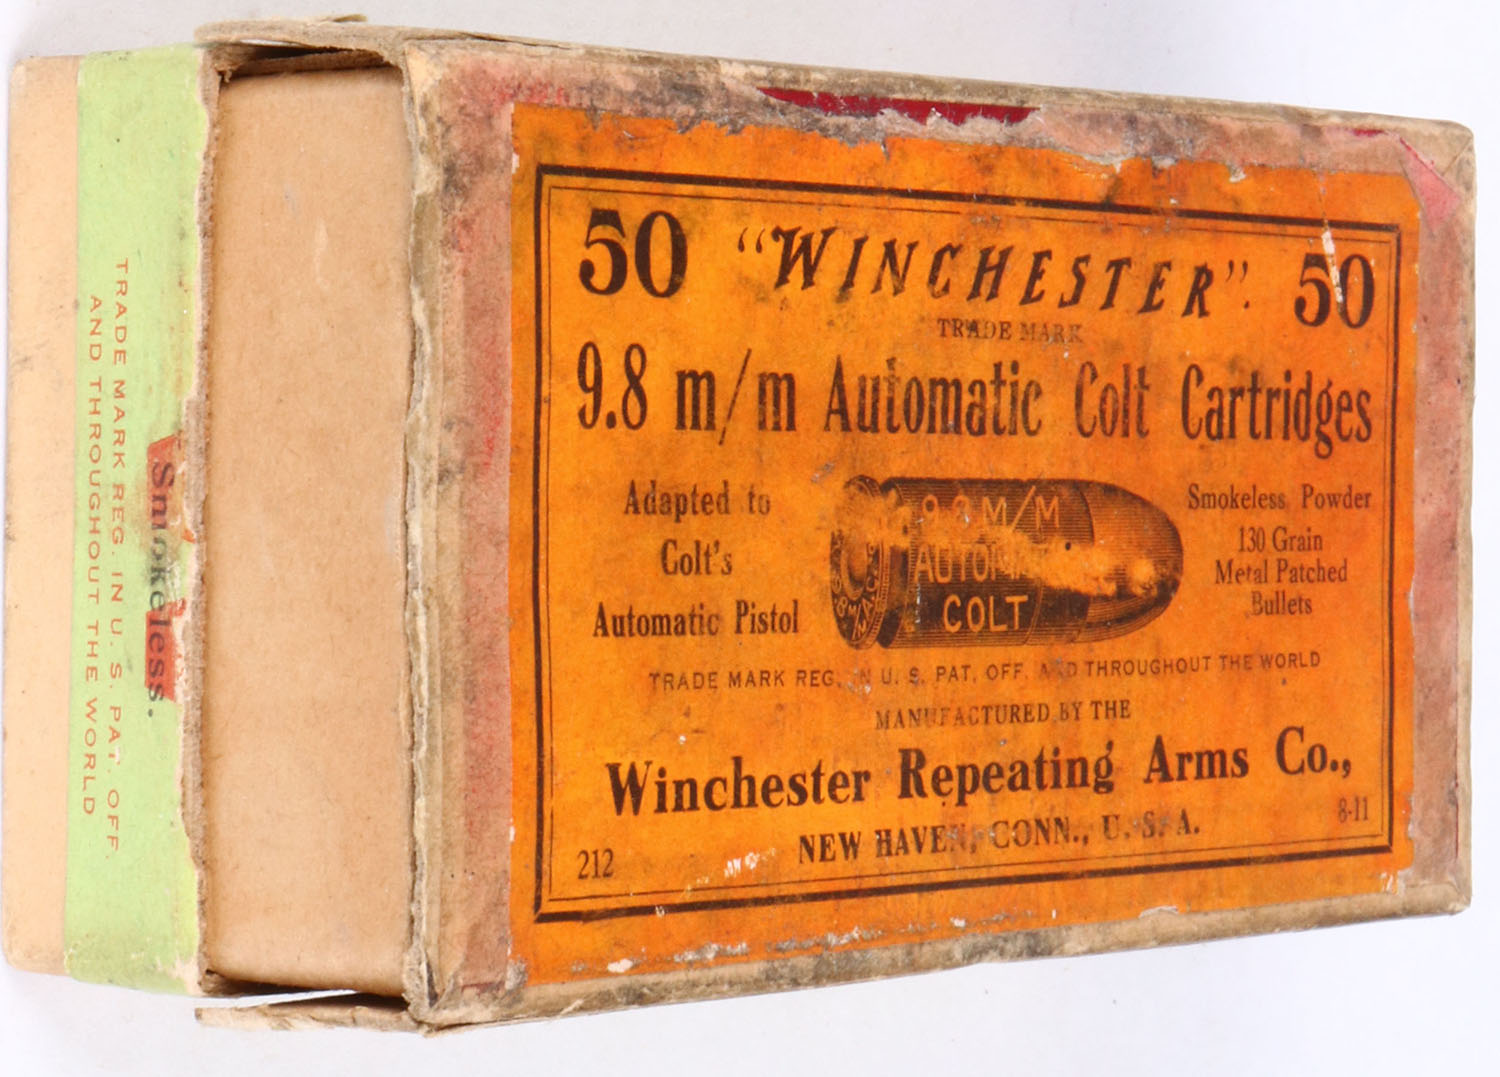 50 "WINCHESTER". 50
TRADE MARK
9.8 m/m Automatic Colt Cartridges
Adapted to
Colt's
Automatic Pistol
9.8 M/M
COLT
Smokeless Powder
130 Grain
Metal Patched
Bullets
TRADE MARK REG. IN U. S. PAT. OFF. AND THROUGHOUT THE WORLD
MANUFACTURED BY THE
Winchester Repeating Arms Co.,
NEW HAVEN, CONN., U. S. A.
212
8-11
Smokeless.
TRADE MARK REG. IN U. S. PAT. OFF.
AND THROUGHOUT THE WORLD